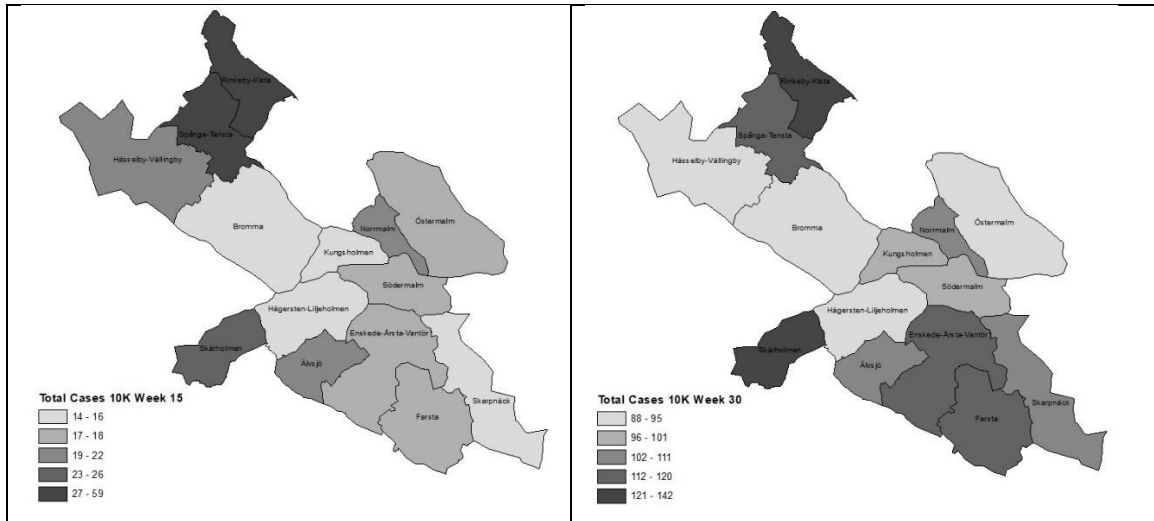 Rinkeby-Kista
Spånga-Tensta
Hässelby-Vällingby
Bromma
Östermalm
Norrmalm
Kungsholmen
Södermalm
Hägersten-Liljeholmen
Enskede-Årsta-Vantör
Skärholmen
Älvsjö
Skarpnäck
Farsta
Total Cases 10K Week 15
14 - 16
17 - 18
19 - 22
23 - 26
27 - 59
Rinkeby-Kista
Spånga-Tensta
Hässelby-Vällingby
Bromma
Östermalm
Norrmalm
Kungsholmen
Södermalm
Hägersten-Liljeholmen
Enskede-Årsta-Vantör
Skärholmen
Älvsjö
Skarpnäck
Farsta
Total Cases 10K Week 30
88 - 95
96 - 101
102 - 111
112 - 120
121 - 142